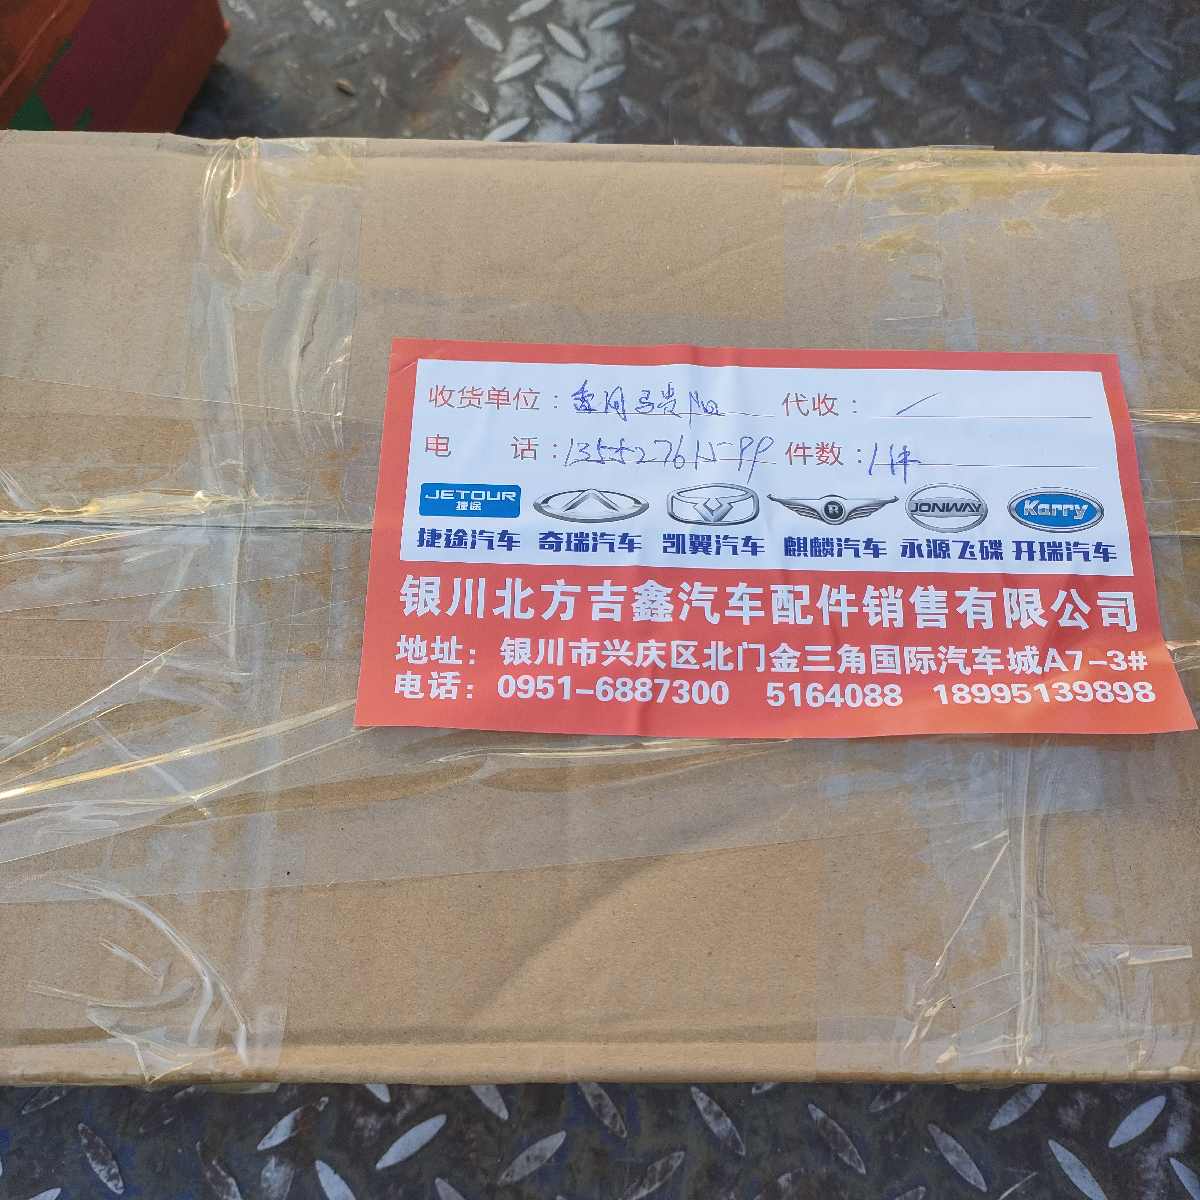 收货单位： 代收：
电 话：13552761599 件数：1件
JETOUR 捷途 R JONWAY Karry
捷途汽车 奇瑞汽车 凯翼汽车 麒麟汽车 永源飞碟 开瑞汽车
银川北方吉鑫汽车配件销售有限公司
地址：银川市兴庆区北门金三角国际汽车城A7-3#
电话：0951-6887300 5164088 18995139898